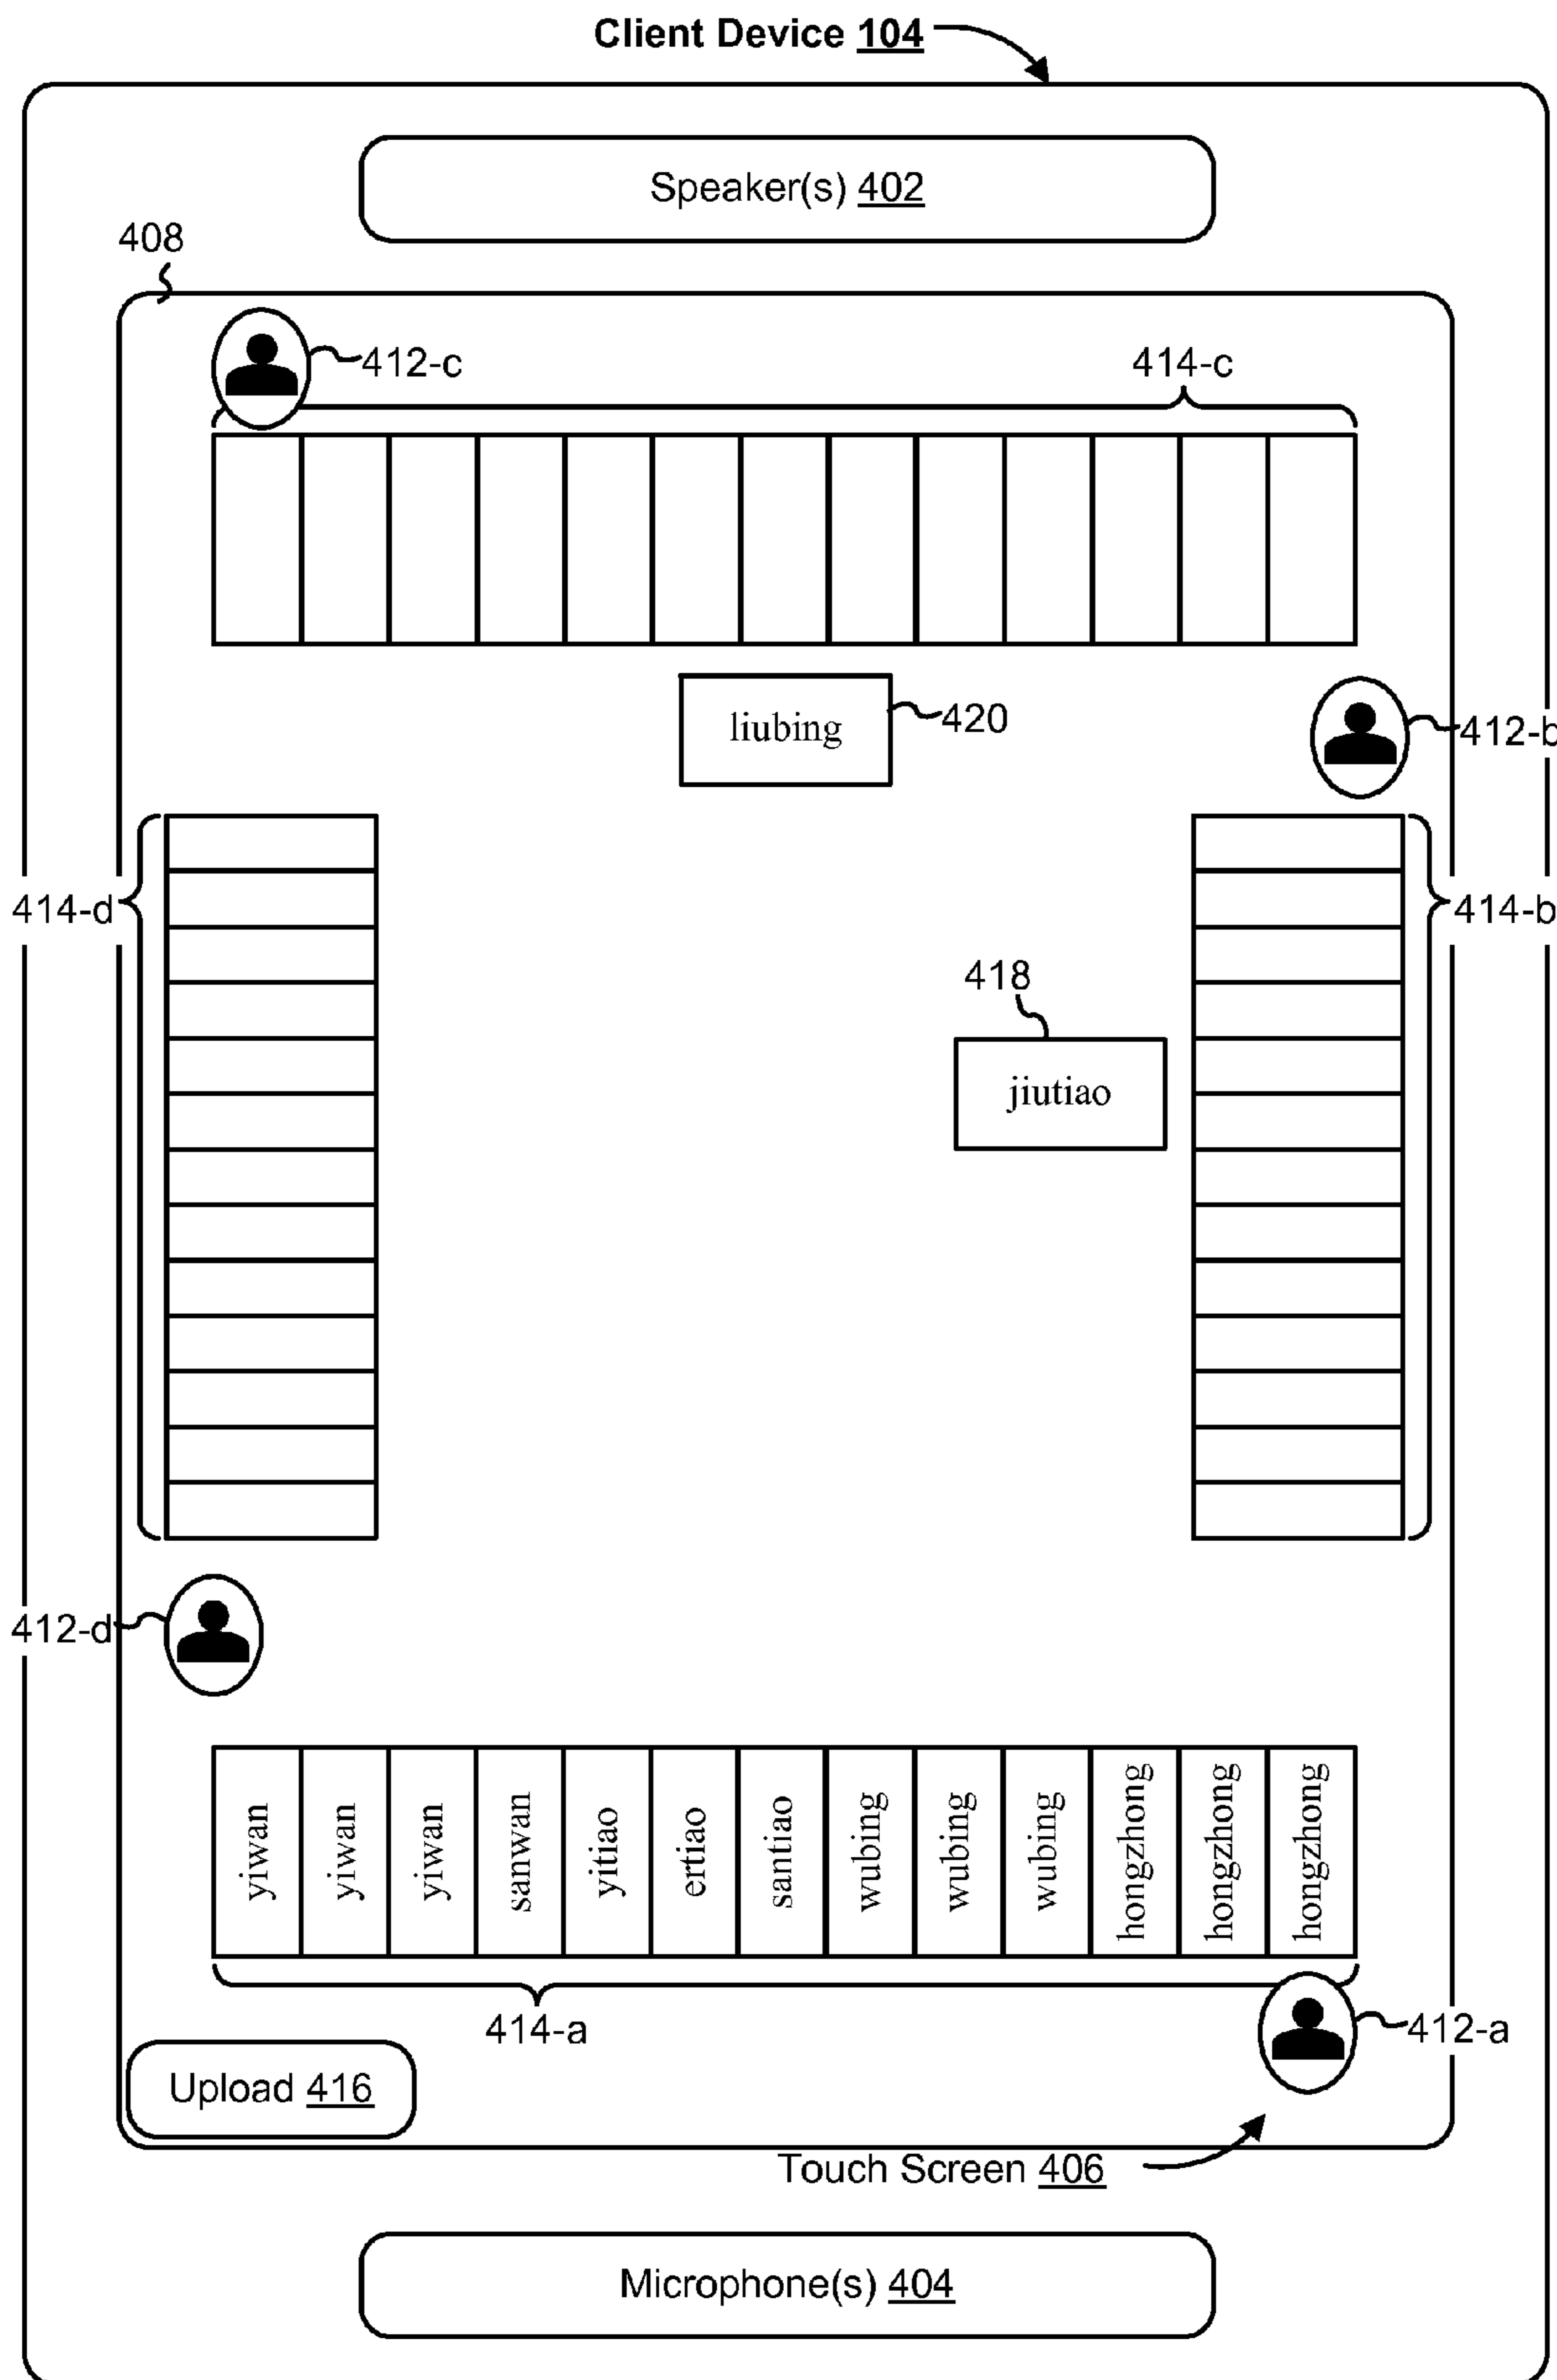 Client Device 104
Speaker(s) 402
408
412-c
414-c
liubing
420
412-b
414-d
414-b
418
jiutiao
412-d
yiwan
yiwan
yiwan
sanwan
yitiao
ertiao
santiao
wubing
wubing
wubing
hongzhong
hongzhong
hongzhong
414-a
412-a
Upload 416
Touch Screen 406
Microphone(s) 404